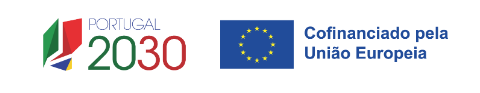 PORTUGAL
2030
Cofinanciado pela
União Europeia